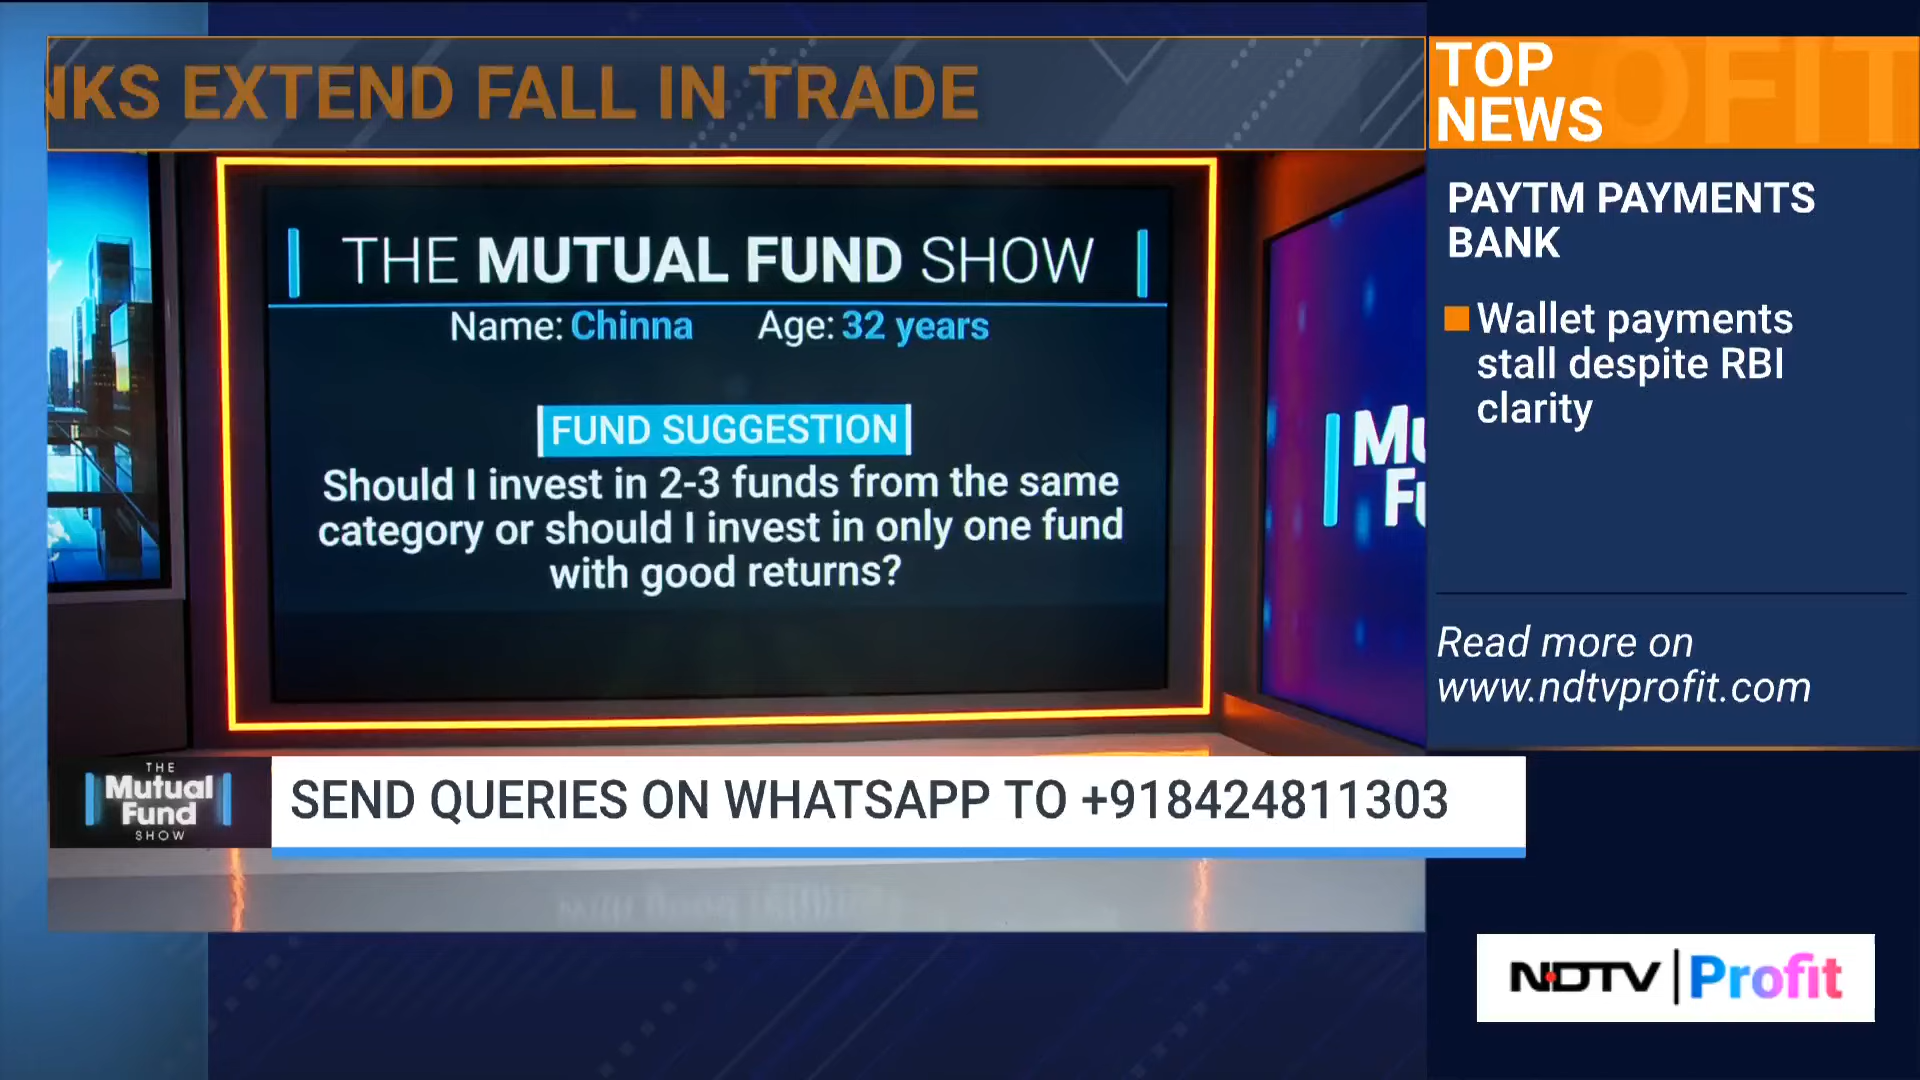 EXTEND FALL IN TRADE
TOP
NEWS
THE MUTUAL FUND SHOW
Name: Chinna Age: 32 years
FUND SUGGESTION
Should I invest in 2-3 funds from the same
category or should I invest in only one fund
with good returns?
PAYTM PAYMENTS
BANK
Wallet payments
stall despite RBI
clarity
Read more on
www.ndtvprofit.com
THE
Mutual
Fund
SHOW
SEND QUERIES ON WHATSAPP TO +918424811303
NDTV Profit